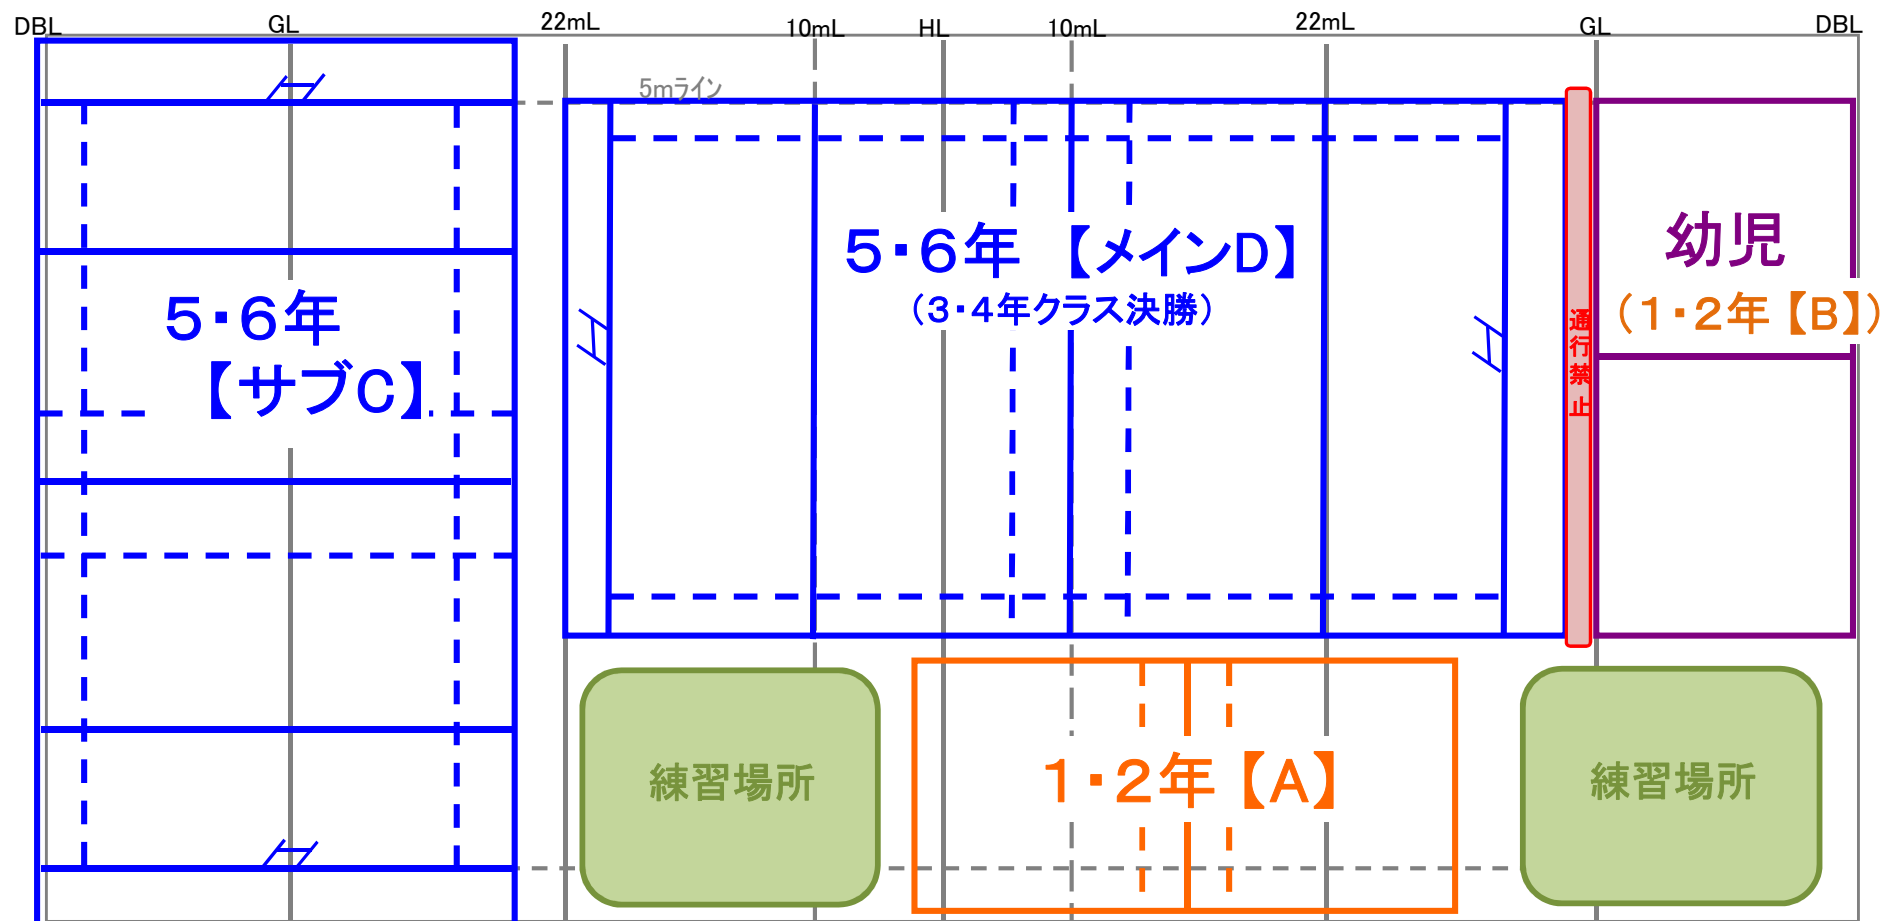 DBL
GL
22mL
10mL
HL
10mL
22mL
GL
DBL
5mライン
5・6年
【サブC】
5・6年 【メインD】
(3・4年クラス決勝)
通行禁止
幼児
(1・2年【B】)
練習場所
1・2年 【A】
練習場所